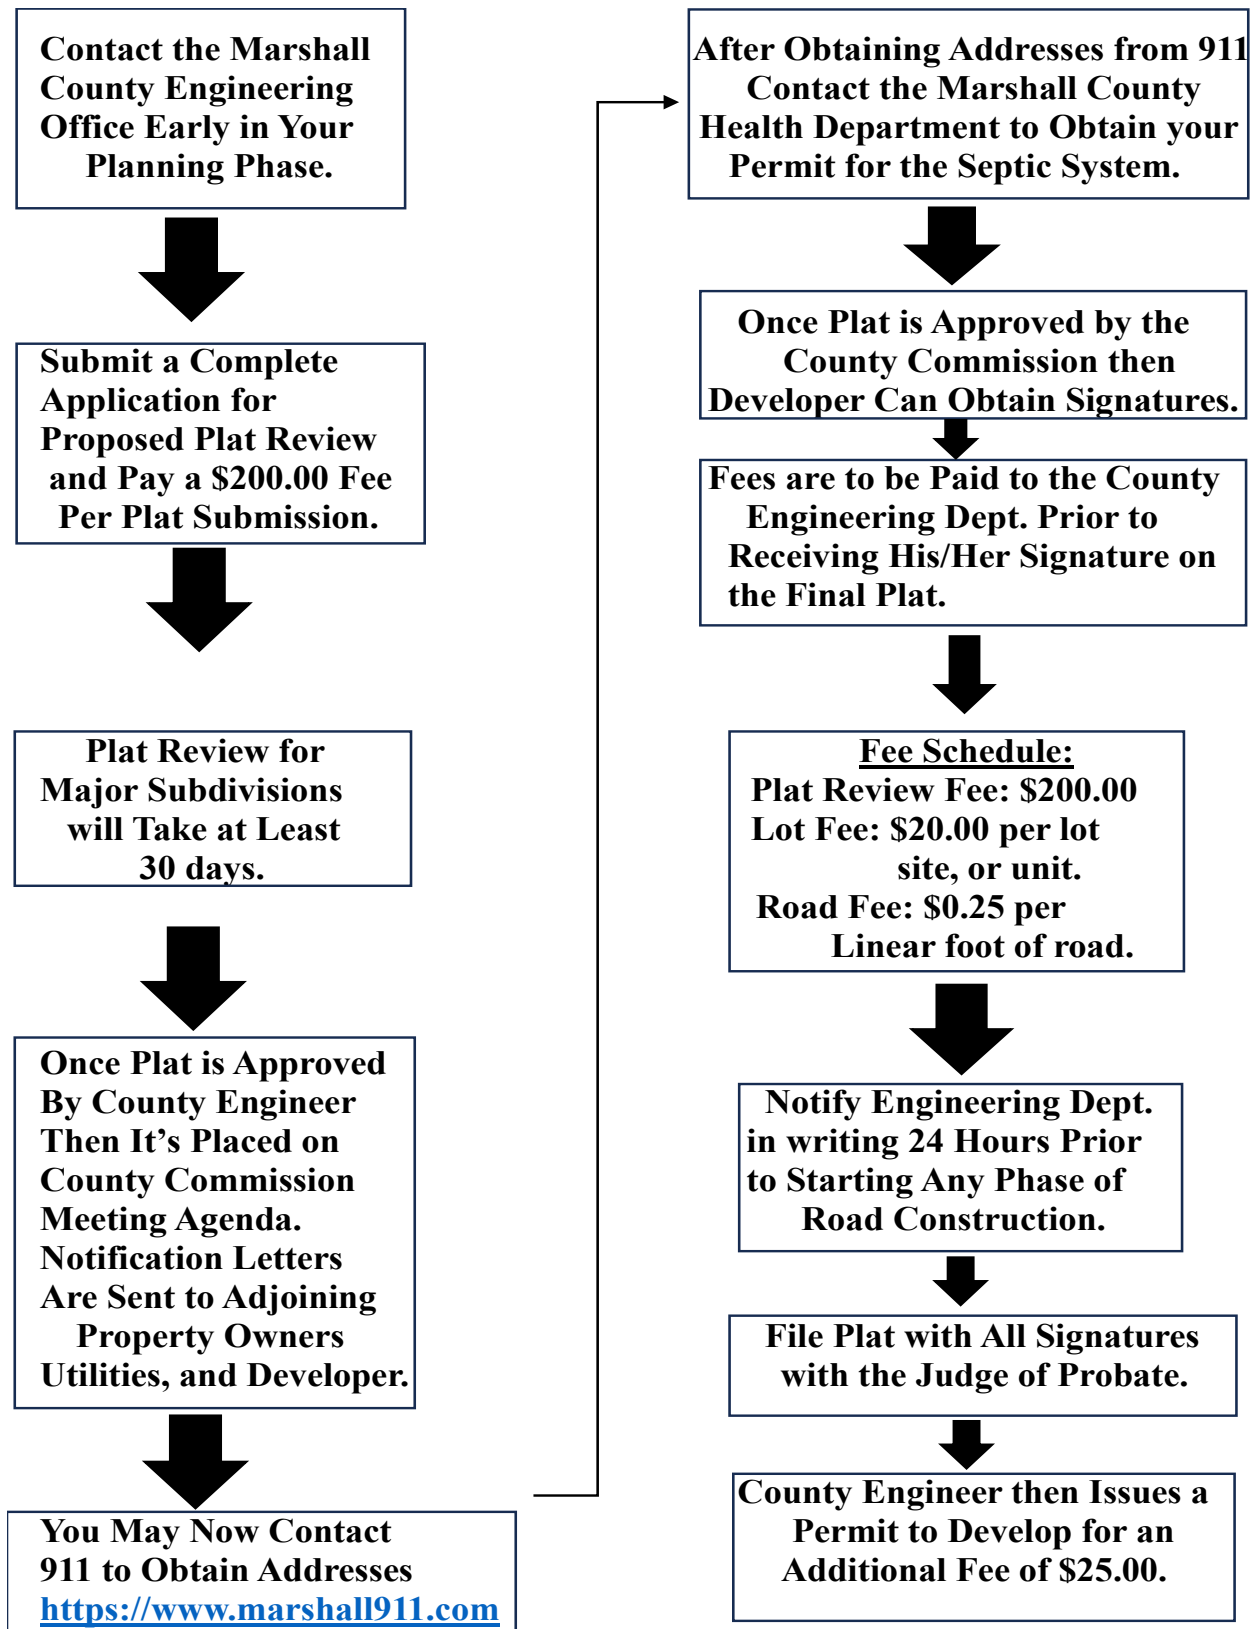 Contact the Marshall
County Engineering
Office Early in Your
Planning Phase.
Submit a Complete
Application for
Proposed Plat Review
and Pay a $200.00 Fee
Per Plat Submission.
Plat Review for
Major Subdivisions
will Take at Least
30 days.
Once Plat is Approved
By County Engineer
Then It’s Placed on
County Commission
Meeting Agenda.
Notification Letters
Are Sent to Adjoining
Property Owners
Utilities, and Developer.
You May Now Contact
911 to Obtain Addresses
https://www.marshall911.com
After Obtaining Addresses from 911
Contact the Marshall County
Health Department to Obtain your
Permit for the Septic System.
Once Plat is Approved by the
County Commission then
Developer Can Obtain Signatures.
Fees are to be Paid to the County
Engineering Dept. Prior to
Receiving His/Her Signature on
the Final Plat.
Fee Schedule:
Plat Review Fee: $200.00
Lot Fee: $20.00 per lot
site, or unit.
Road Fee: $0.25 per
Linear foot of road.
Notify Engineering Dept.
in writing 24 Hours Prior
to Starting Any Phase of
Road Construction.
File Plat with All Signatures
with the Judge of Probate.
County Engineer then Issues a
Permit to Develop for an
Additional Fee of $25.00.